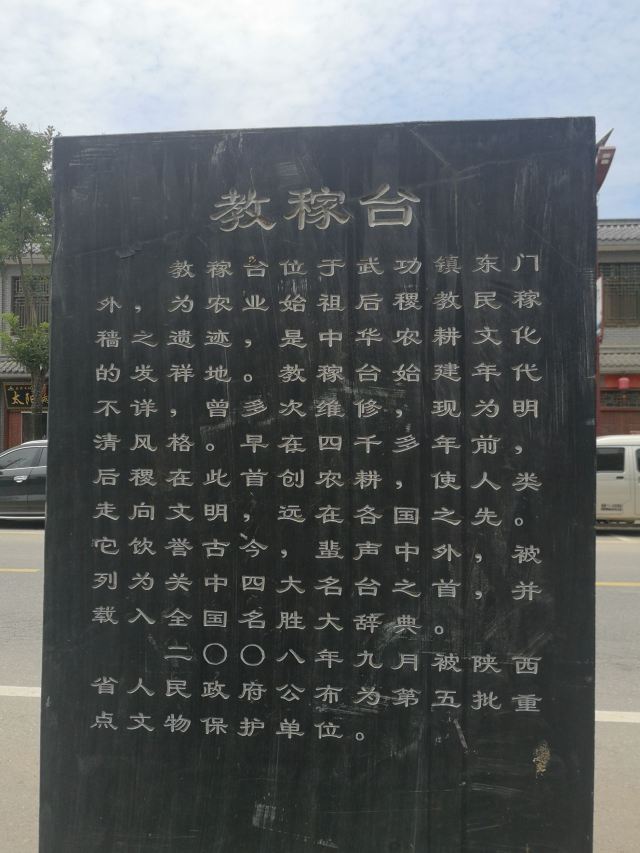 教稼台
教稼台位于武功镇东门
外，为农业始祖后稷教民稼
穑之遗迹，是中华农耕文化
的发祥地。教稼台始建年代
不详，曾多次维修，现为明
清风格。早在四千多年前，
后稷在此首创农耕，使人类
走向文明，远在各国之先。
它饮誉古今，蜚声中外，被
列为关中四大名台之首，并
载入全国名胜大辞典。
二〇〇八年九月被陕西
省人民政府公布为第五批重
点文物保护单位。
太阳